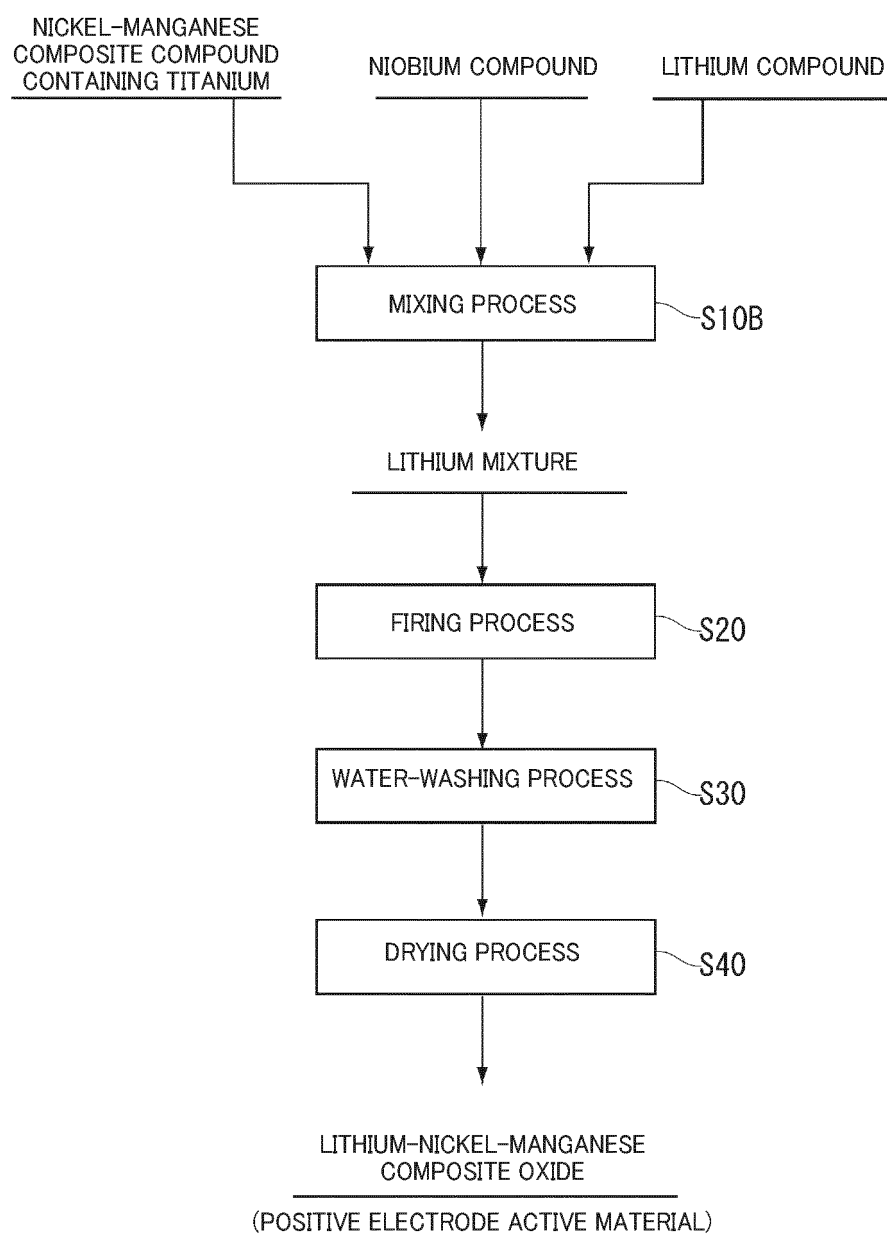 NICKEL-MANGANESE
COMPOSITE COMPOUND
CONTAINING TITANIUM
NIOBIUM COMPOUND
LITHIUM COMPOUND
MIXING PROCESS
S10B
LITHIUM MIXTURE
FIRING PROCESS
S20
WATER-WASHING PROCESS
S30
DRYING PROCESS
S40
LITHIUM-NICKEL-MANGANESE
COMPOSITE OXIDE
(POSITIVE ELECTRODE ACTIVE MATERIAL)